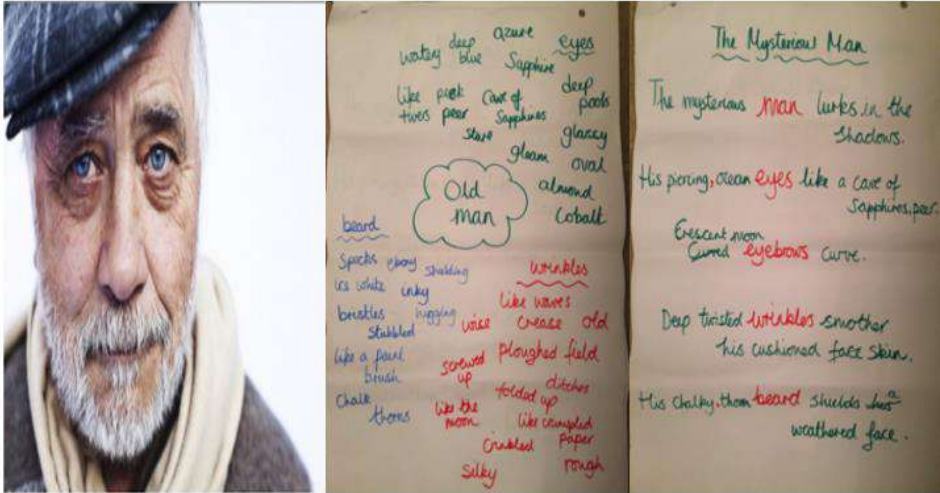 azure eyes
watery deep
blue Sapphire
like pack cave of deep
twos peer Sapphires pools
stare glassy
gleam oval
almond
cobalt
Old
man
beard
Specks ebony shielding
ice white inky
bristles hugging
stubbled
like a paint
brush
Chalk
thorns
wrinkles
like waves
wise crease old
screwed ploughed field
up
folded up ditches
like the like crumpled
moon paper
crinkled
silky rough
The Mysterious Man
The mysterious man lurks in the
shadows.
His piercing, ocean eyes like a cave of
Sapphires, peer.
Crescent moon
Curved eyebrows curve.
Deep twisted wrinkles smother
his cushioned face skin.
His chalky, thorn beard shields his a
weathered face.